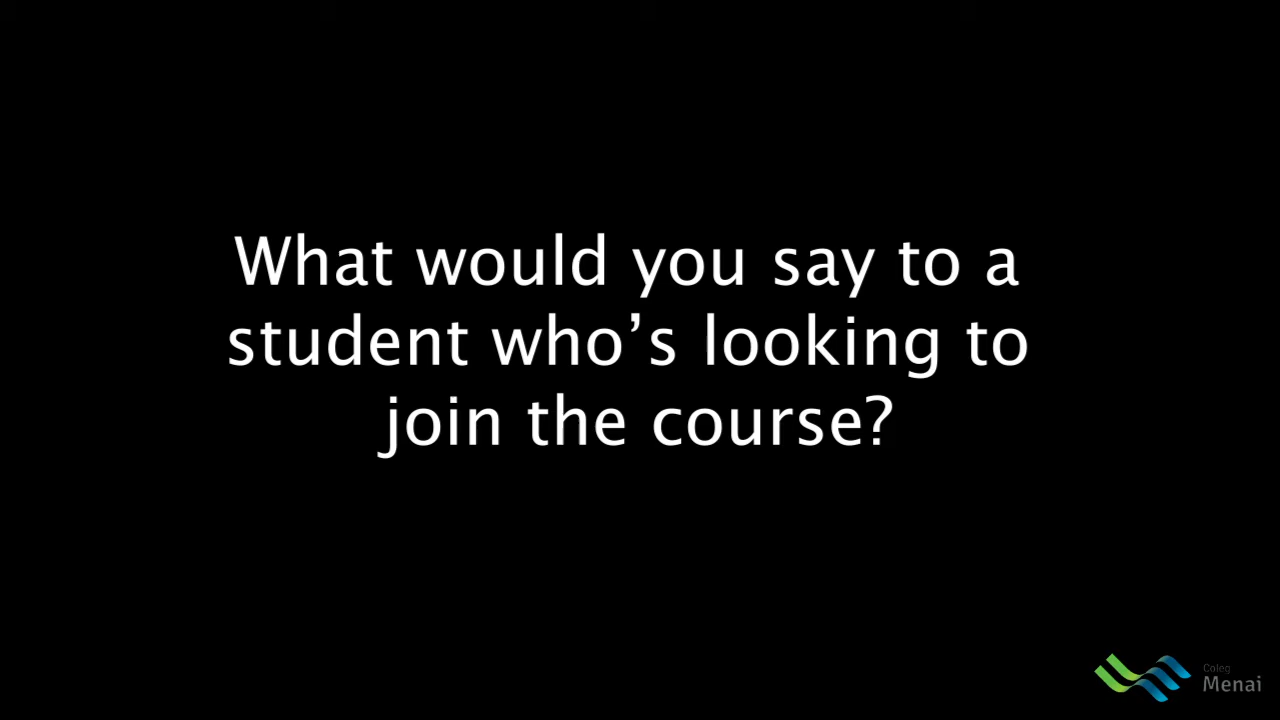 What would you say to a
student who’s looking to
join the course?
Coleg
Menai